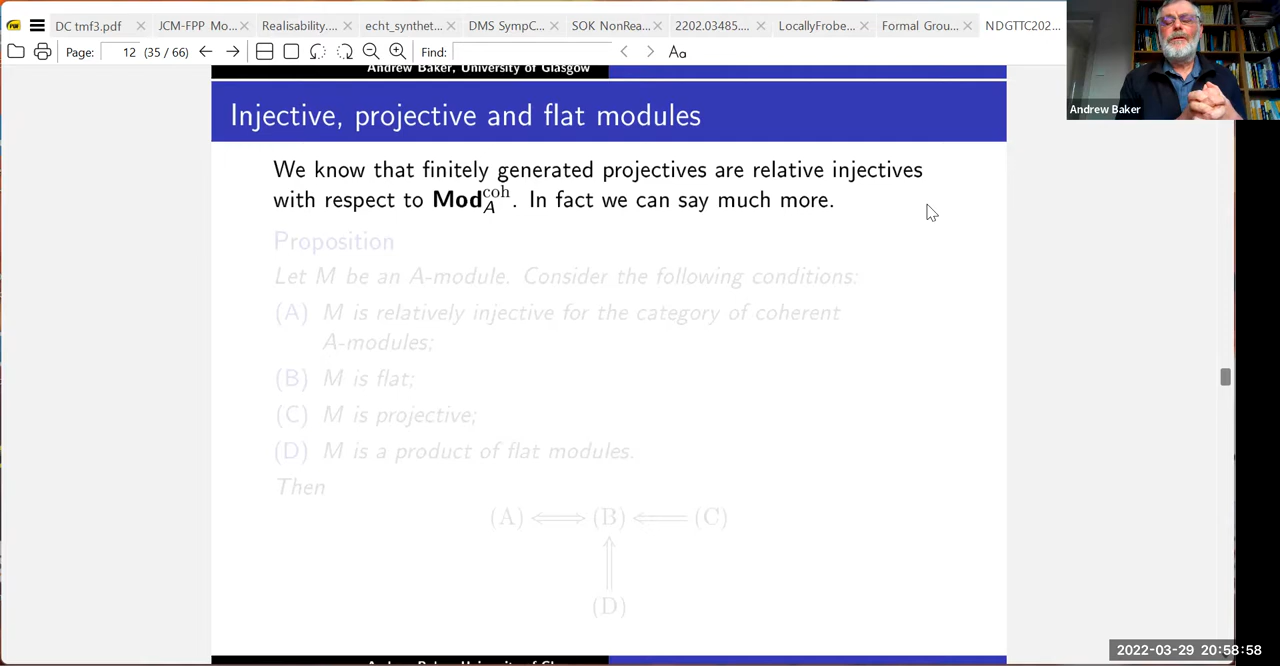 DC tmf3.pdf × JCM-FPP Mo... × Realisability.... × echt_synthet... × DMS SympC... × SOK NonRea... × 2202.03485.... × LocallyFrobe... × Formal Grou... × NDGTTC202...
Page: 12 (35 / 66) Find: Aa
Andrew Baker, University of Glasgow
Andrew Baker
Injective, projective and flat modules
We know that finitely generated projectives are relative injectives
with respect to Mod_A^coh. In fact we can say much more.
Proposition
Let M be an A-module. Consider the following conditions:
(A) M is relatively injective for the category of coherent
A-modules;
(B) M is flat;
(C) M is projective;
(D) M is a product of flat modules.
Then
(A) ⟺ (B) ⟸ (C)
⇑
(D)
2022-03-29 20:58:58